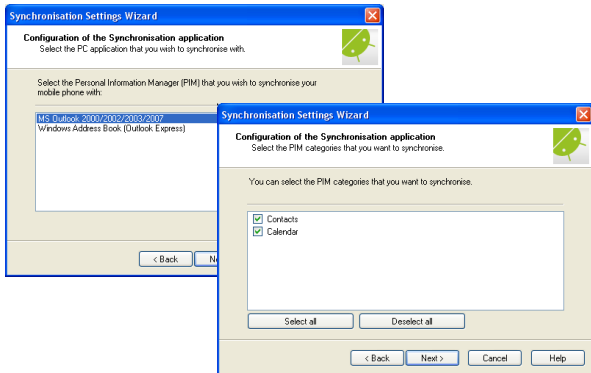 Synchronisation Settings Wizard
Configuration of the Synchronisation application
Select the PC application that you wish to synchronise with.
Select the Personal Information Manager (PIM) that you wish to synchronise your
mobile phone with:
MS Outlook 2000/2002/2003/2007
Windows Address Book (Outlook Express)
< Back
Synchronisation Settings Wizard
Configuration of the Synchronisation application
Select the PIM categories that you want to synchronise.
You can select the PIM categories that you want to synchronise.
Contacts
Calendar
Select all Deselect all
< Back Next > Cancel Help